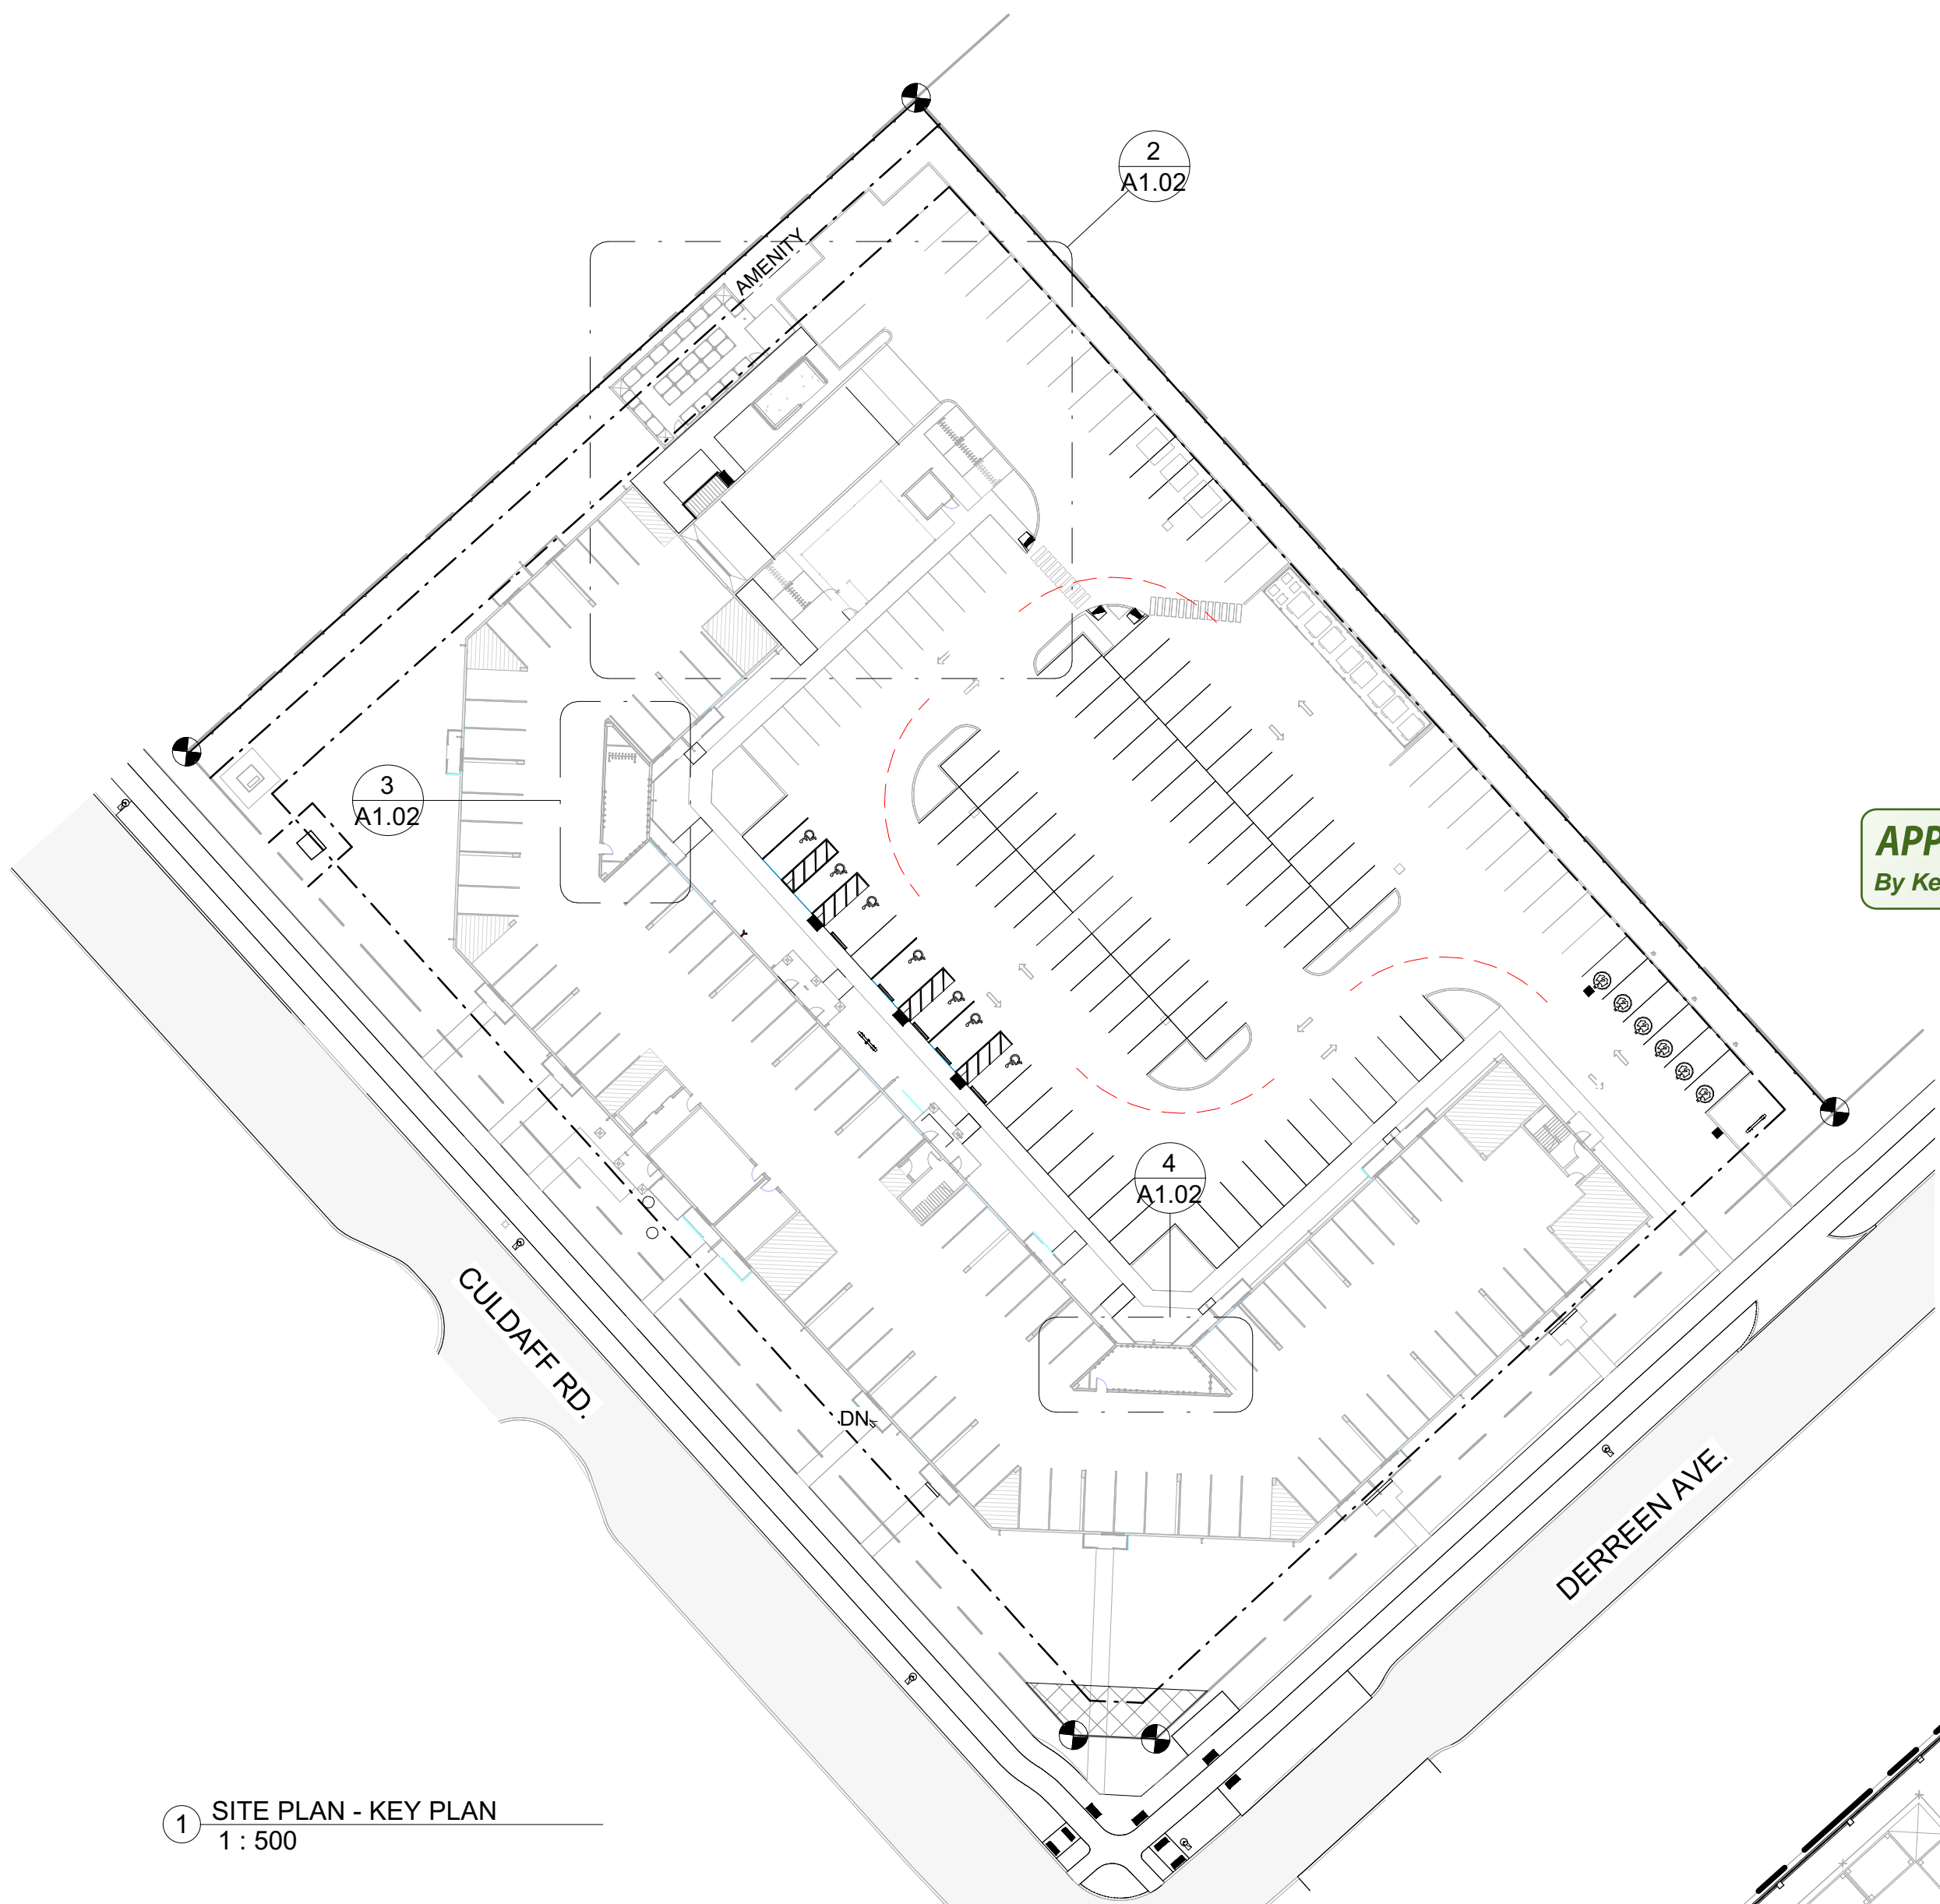 2
A1.02
AMENITY
3
A1.02
APP
By Ke
4
A1.02
CULDAFF RD.
DN
DERREEN AVE.
1
SITE PLAN - KEY PLAN
1 : 500